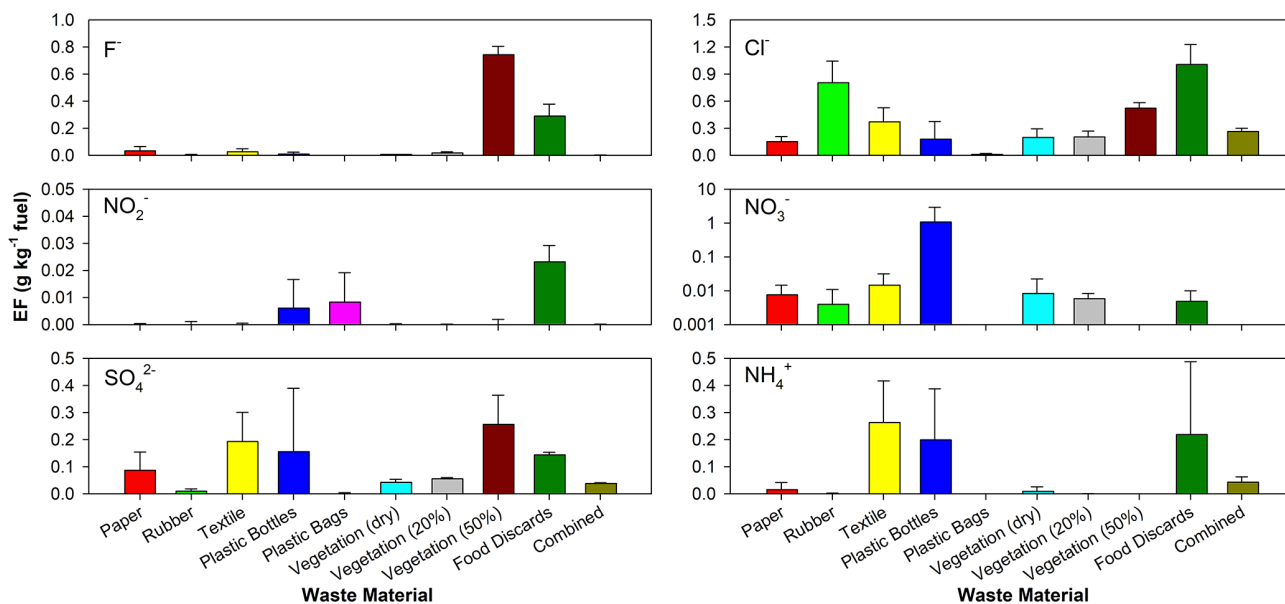 F⁻
1.0
0.8
0.6
0.4
0.2
0.0
Cl⁻
1.5
1.2
0.9
0.6
0.3
0.0
NO₂⁻
0.05
0.04
0.03
0.02
0.01
0.00
NO₃⁻
10
1
0.1
0.01
0.001
SO₄²⁻
0.5
0.4
0.3
0.2
0.1
0.0
NH₄⁺
0.5
0.4
0.3
0.2
0.1
0.0
EF (g kg⁻¹ fuel)
Paper
Rubber
Textile
Plastic Bottles
Plastic Bags
Vegetation (dry)
Vegetation (20%)
Vegetation (50%)
Food Discards
Combined
Waste Material
Paper
Rubber
Textile
Plastic Bottles
Plastic Bags
Vegetation (dry)
Vegetation (20%)
Vegetation (50%)
Food Discards
Combined
Waste Material